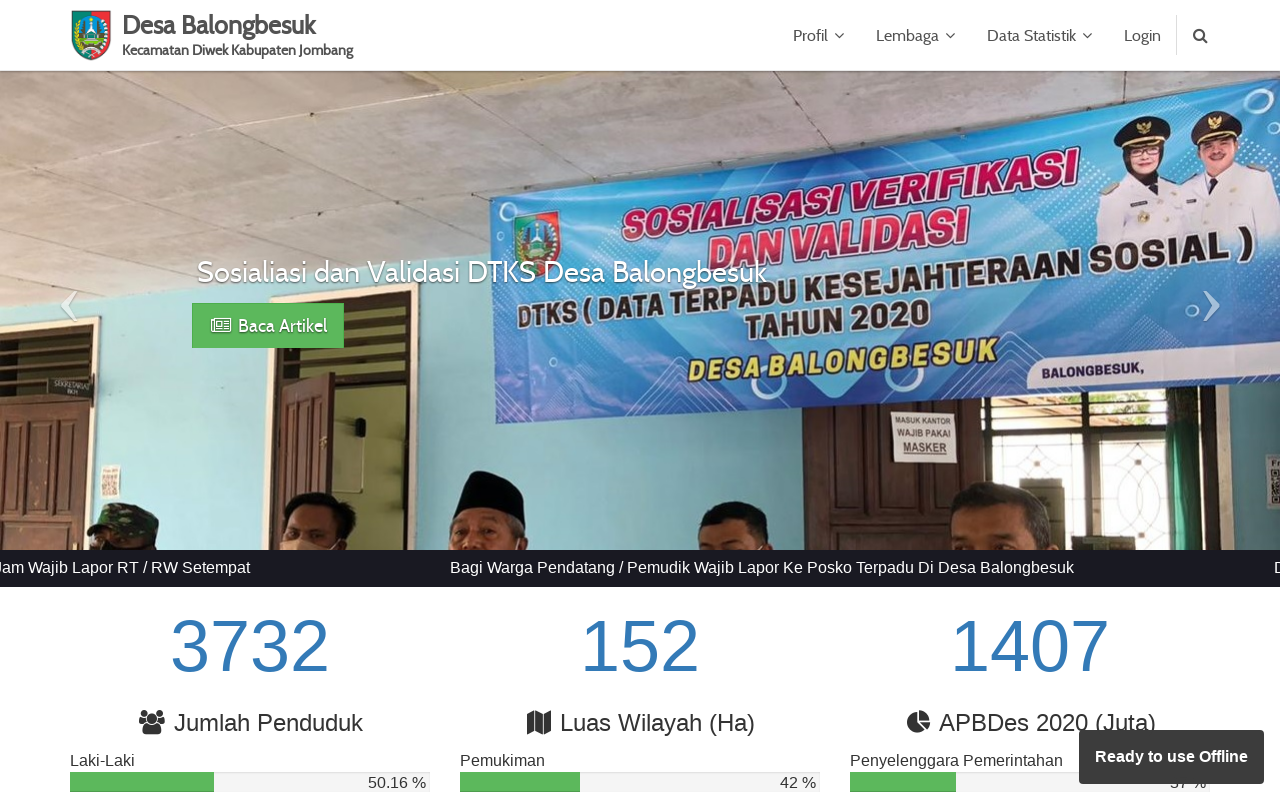 Desa Balongbesuk
Kecamatan Diwek Kabupaten Jombang
Profil
Lembaga
Data Statistik
Login
SOSIALISASI VERIFIKASI
DAN VALIDASI
DTKS ( DATA TERPADU KESEJAHTERAAN SOSIAL )
TAHUN 2020
DESA BALONGBESUK
BALONGBESUK,
Sosialiasi dan Validasi DTKS Desa Balongbesuk
Baca Artikel
SEKRETARIAT
MASUK KANTOR
WAJIB PAKAI
MASKER
Jam Wajib Lapor RT / RW Setempat
Bagi Warga Pendatang / Pemudik Wajib Lapor Ke Posko Terpadu Di Desa Balongbesuk
3732
152
1407
Jumlah Penduduk
Luas Wilayah (Ha)
APBDes 2020 (Juta)
Laki-Laki
Pemukiman
Penyelenggara Pemerintahan
50.16 %
42 %
Ready to use Offline